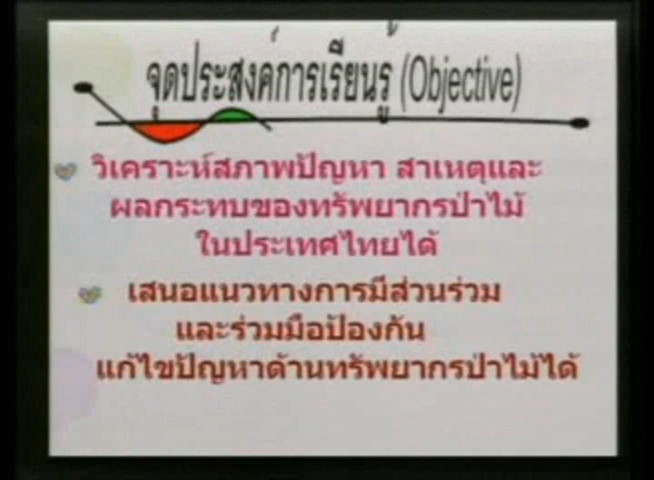 จุดประสงค์การเรียนรู้ (Objective)
วิเคราะห์สภาพปัญหา สาเหตุและ
ผลกระทบของทรัพยากรป่าไม้
ในประเทศไทยได้
เสนอแนวทางการมีส่วนร่วม
และร่วมมือป้องกัน
แก้ไขปัญหาด้านทรัพยากรป่าไม้ได้